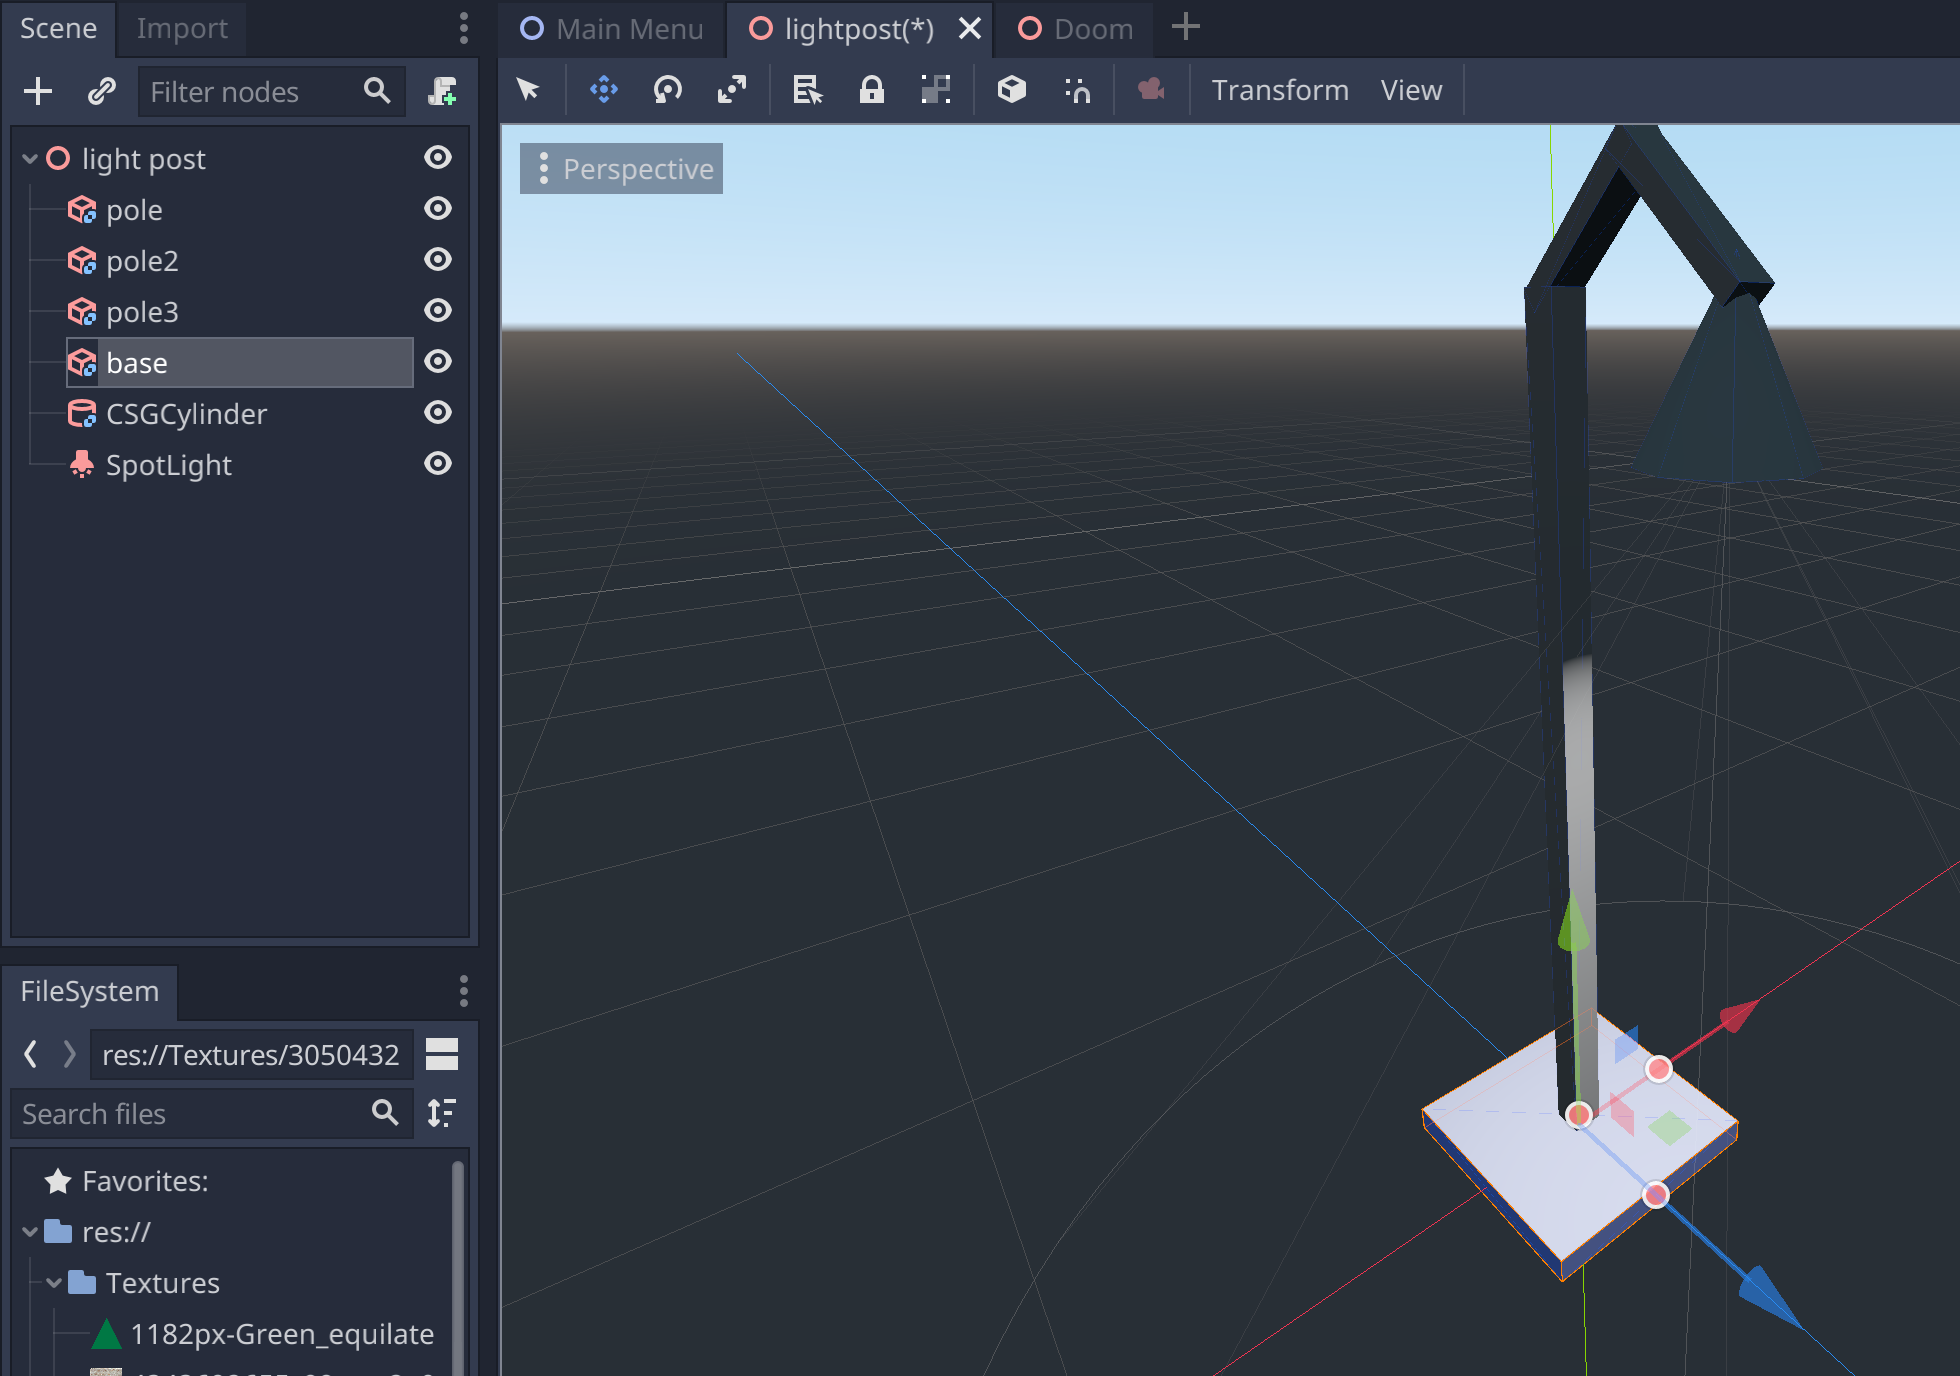 Scene Import
Main Menu lightpost(*) Doom
Filter nodes
Transform View
Perspective
light post
pole
pole2
pole3
base
CSGCylinder
SpotLight
FileSystem
res://Textures/3050432
Search files
Favorites:
res://
Textures
1182px-Green_equilate